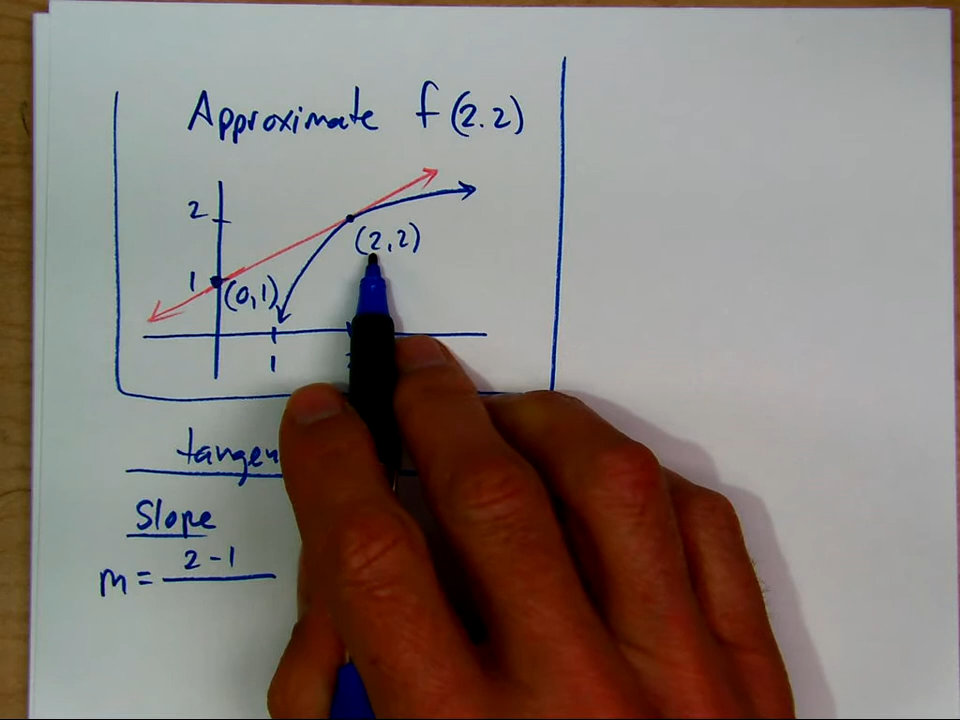 Approximate f(2.2)
2
(2,2)
1
(0,1)
1
Slope
2-1
m =